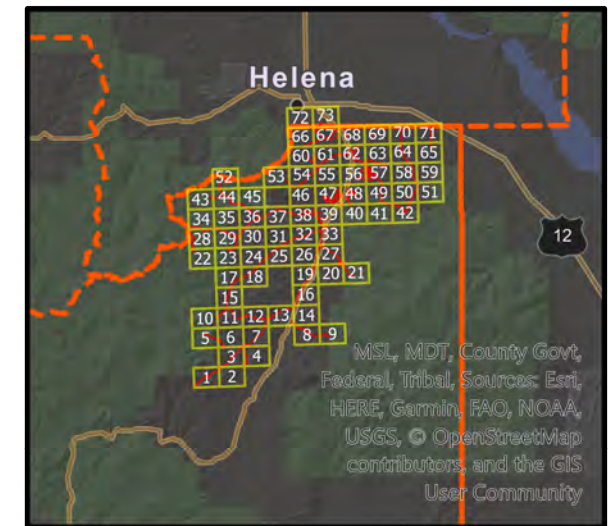 Helena
72 73
66 67 68 69 70 71
60 61 62 63 64 65
52 53 54 55 56 57 58 59
43 44 45 46 47 48 49 50 51
34 35 36 37 38 39 40 41 42
28 29 30 31 32 33
22 23 24 25 26 27
17 18 19 20 21
15 16
10 11 12 13 14
5 6 7 8 9
3 4
1 2
12
MSL, MDT, County Govt,
Federal, Tribal, Sources: Esri,
HERE, Garmin, FAO, NOAA,
USGS, © OpenStreetMap
contributors, and the GIS
User Community